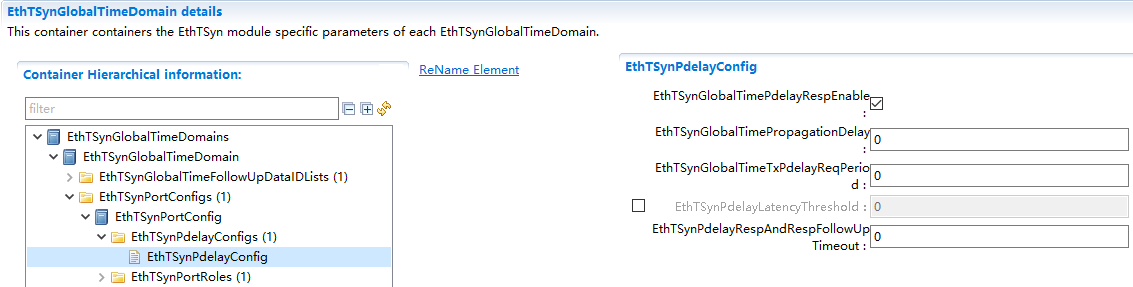 EthTSynGlobalTimeDomain details
This container containers the EthTSyn module specific parameters of each EthTSynGlobalTimeDomain.
Container Hierarchical information:
ReName Element
filter
EthTSynGlobalTimeDomains
EthTSynGlobalTimeDomain
EthTSynGlobalTimeFollowUpDataIDLists (1)
EthTSynPortConfigs (1)
EthTSynPortConfig
EthTSynPdelayConfigs (1)
EthTSynPdelayConfig
EthTSynPortRoles (1)
EthTSynPdelayConfig
EthTSynGlobalTimePdelayRespEnable
:
EthTSynGlobalTimePropagationDelay
:
0
EthTSynGlobalTimeTxPdelayReqPerio
d :
0
EthTSynPdelayLatencyThreshold :
0
EthTSynPdelayRespAndRespFollowUp
Timeout :
0